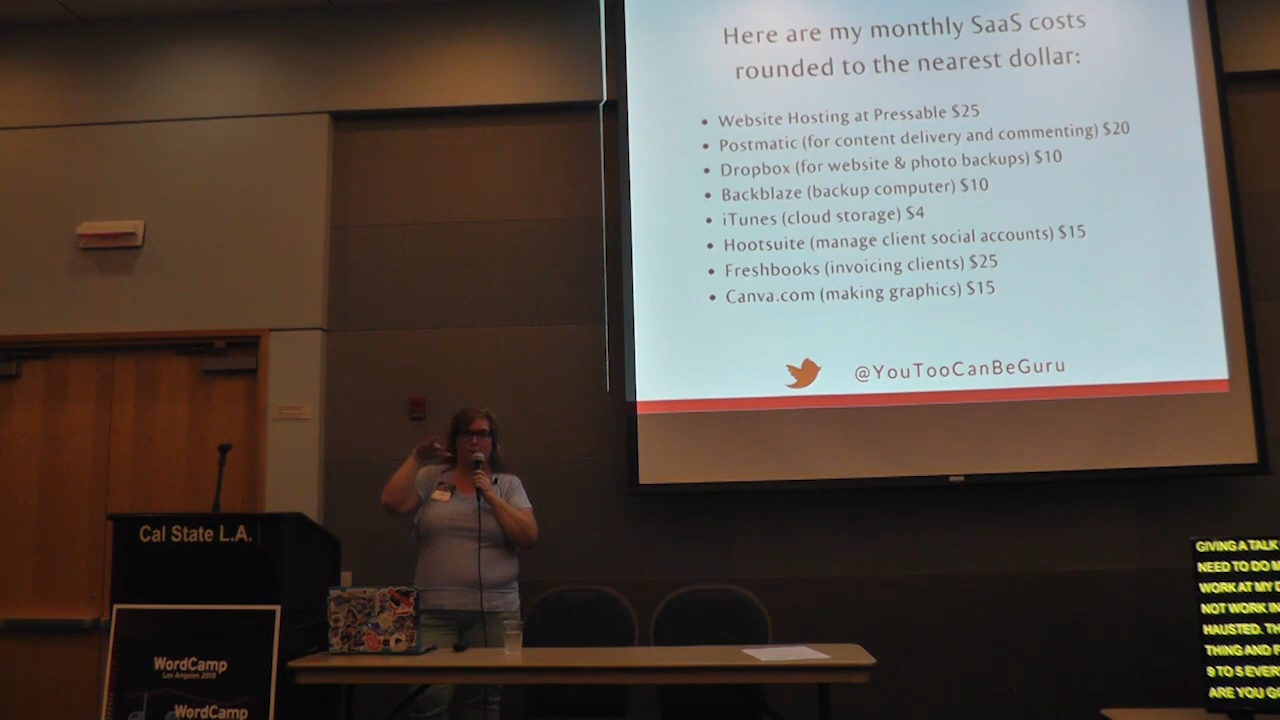 Here are my monthly SaaS costs
rounded to the nearest dollar:
• Website Hosting at Pressable $25
• Postmatic (for content delivery and commenting) $20
• Dropbox (for website & photo backups) $10
• Backblaze (backup computer) $10
• iTunes (cloud storage) $4
• Hootsuite (manage client social accounts) $15
• Freshbooks (invoicing clients) $25
• Canva.com (making graphics) $15
@YouTooCanBeGuru
Cal State L.A.
WordCamp
Los Angeles 2018
WordCamp
GIVING A TALK
NEED TO DO M
WORK AT MY D
NOT WORK IN
HAUSTED. TH
THING AND F
9 TO 5 EVER
ARE YOU G